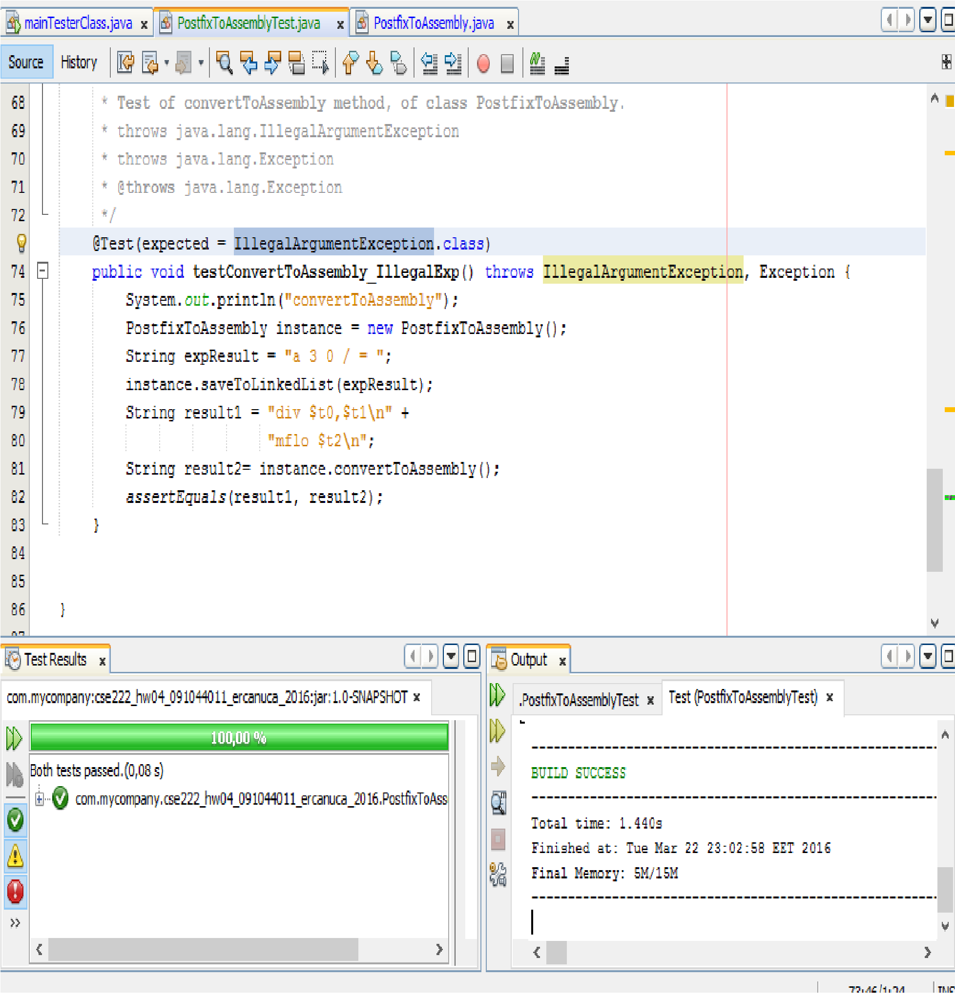 mainTesterClass.java x PostfixToAssemblyTest.java x PostfixToAssembly.java x
Source History
68 * Test of convertToAssembly method, of class PostfixToAssembly.
69 * throws java.lang.IllegalArgumentException
70 * throws java.lang.Exception
71 * @throws java.lang.Exception
72 */
@Test(expected = IllegalArgumentException.class)
74 public void testConvertToAssembly_IllegalExp() throws IllegalArgumentException, Exception {
75 System.out.println("convertToAssembly");
76 PostfixToAssembly instance = new PostfixToAssembly();
77 String expResult = "a 3 0 / = ";
78 instance.saveToLinkedList(expResult);
79 String result1 = "div $t0,$t1\n" +
80 "mflo $t2\n";
81 String result2= instance.convertToAssembly();
82 assertEquals(result1, result2);
83 }
84
85
86 }
Test Results x
com.mycompany:cse222_hw04_091044011_ercanuca_2016:jar:1.0-SNAPSHOT x
100,00 %
Both tests passed.(0,08 s)
com.mycompany.cse222_hw04_091044011_ercanuca_2016.PostfixToAss
Output x
.PostfixToAssemblyTest x Test (PostfixToAssemblyTest) x
------------------------------------------------------
BUILD SUCCESS
------------------------------------------------------
Total time: 1.440s
Finished at: Tue Mar 22 23:02:58 EET 2016
Final Memory: 5M/15M
------------------------------------------------------